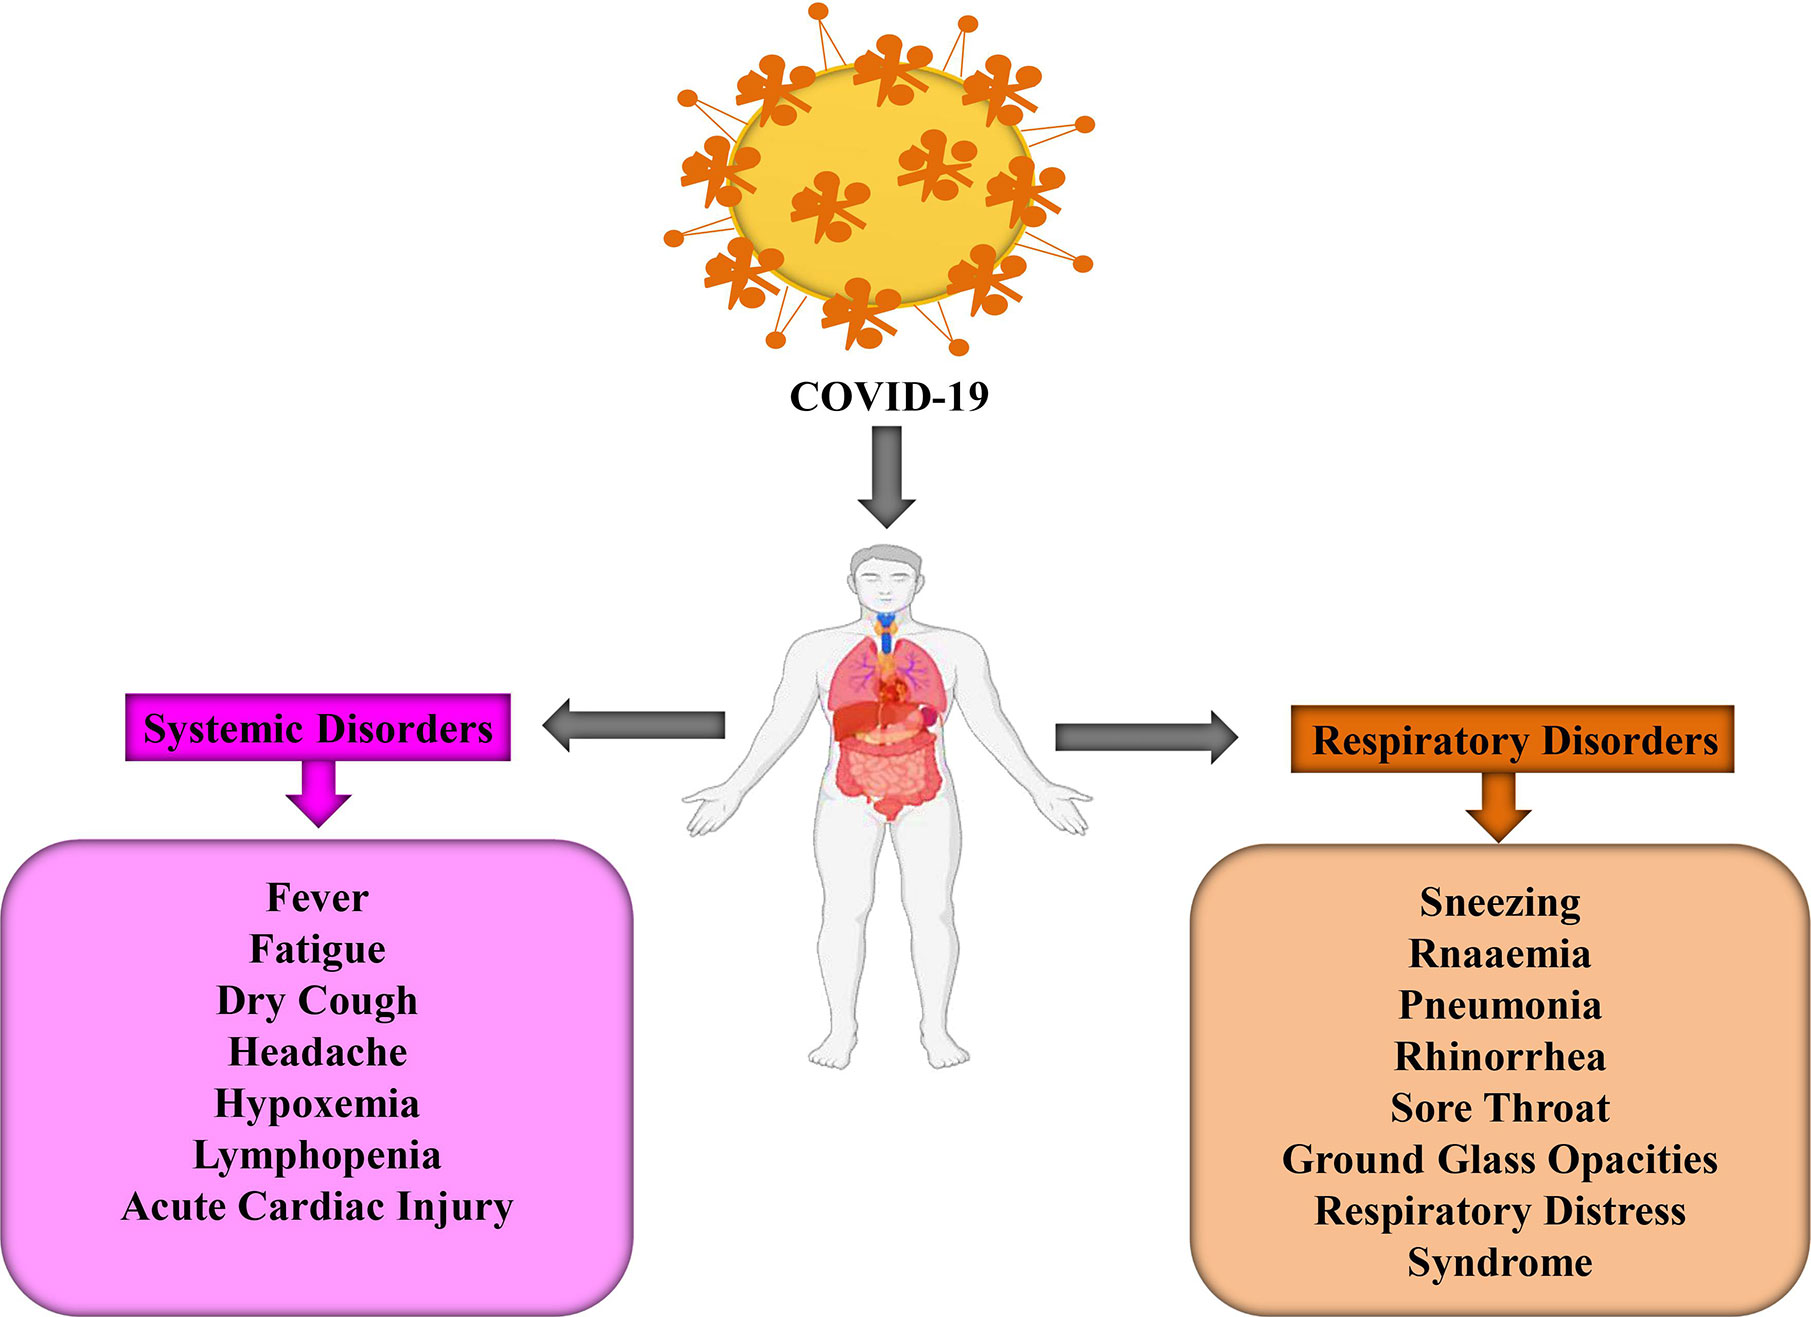 COVID-19
Systemic Disorders
Fever
Fatigue
Dry Cough
Headache
Hypoxemia
Lymphopenia
Acute Cardiac Injury
Respiratory Disorders
Sneezing
Rnaaemia
Pneumonia
Rhinorrhea
Sore Throat
Ground Glass Opacities
Respiratory Distress
Syndrome